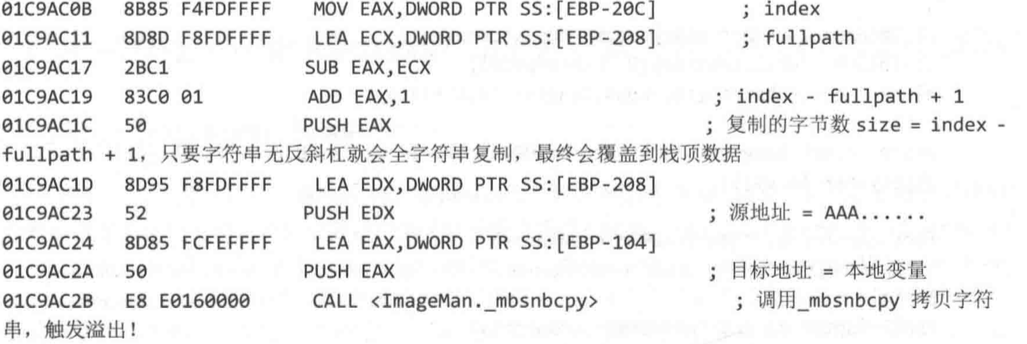 01C9AC0B 8B85 F4FDFFFF MOV EAX,DWORD PTR SS:[EBP-20C] ; index
01C9AC11 8D8D F8FDFFFF LEA ECX,DWORD PTR SS:[EBP-208] ; fullpath
01C9AC17 2BC1 SUB EAX,ECX
01C9AC19 83C0 01 ADD EAX,1 ; index - fullpath + 1
01C9AC1C 50 PUSH EAX ; 复制的字节数 size = index -
fullpath + 1，只要字符串无反斜杠就会全字符串复制，最终会覆盖到栈顶数据
01C9AC1D 8D95 F8FDFFFF LEA EDX,DWORD PTR SS:[EBP-208]
01C9AC23 52 PUSH EDX ; 源地址 = AAA......
01C9AC24 8D85 FCFEFFFF LEA EAX,DWORD PTR SS:[EBP-104]
01C9AC2A 50 PUSH EAX ; 目标地址 = 本地变量
01C9AC2B E8 E0160000 CALL <ImageMan._mbsnbcpy> ; 调用_mbsnbcpy 拷贝字符
串，触发溢出！